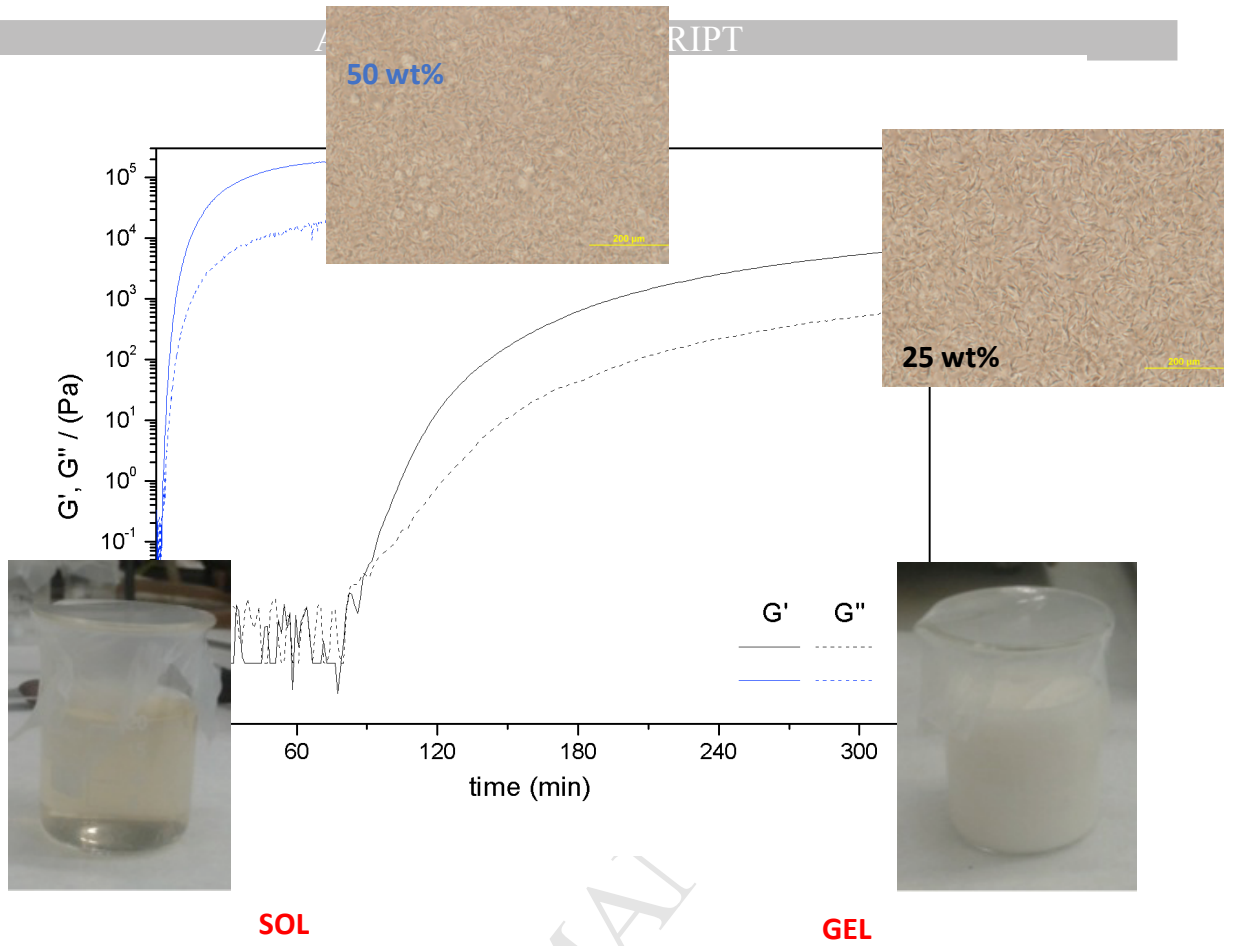 A RIPT
50 wt%
200 µm
25 wt%
200 µm
10⁵
10⁴
10³
10²
10¹
10⁰
10⁻¹
G', G'' / (Pa)
G' G''
60 120 180 240 300
time (min)
SOL GEL